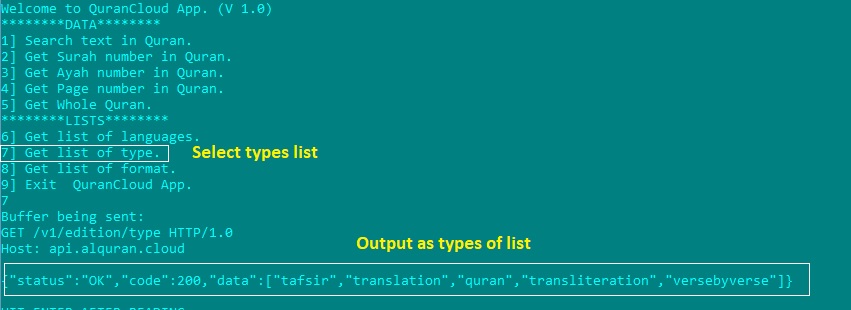 Welcome to QuranCloud App. (V 1.0)
********DATA********
1] Search text in Quran.
2] Get Surah number in Quran.
3] Get Ayah number in Quran.
4] Get Page number in Quran.
5] Get Whole Quran.
********LISTS********
6] Get list of languages.
7] Get list of type. Select types list
8] Get list of format.
9] Exit  QuranCloud App.
7
Buffer being sent:
GET /v1/edition/type HTTP/1.0
Host: api.alquran.cloud
Output as types of list
{"status":"OK","code":200,"data":["tafsir","translation","quran","transliteration","versebyverse"]}
HIT ENTER AFTER READING